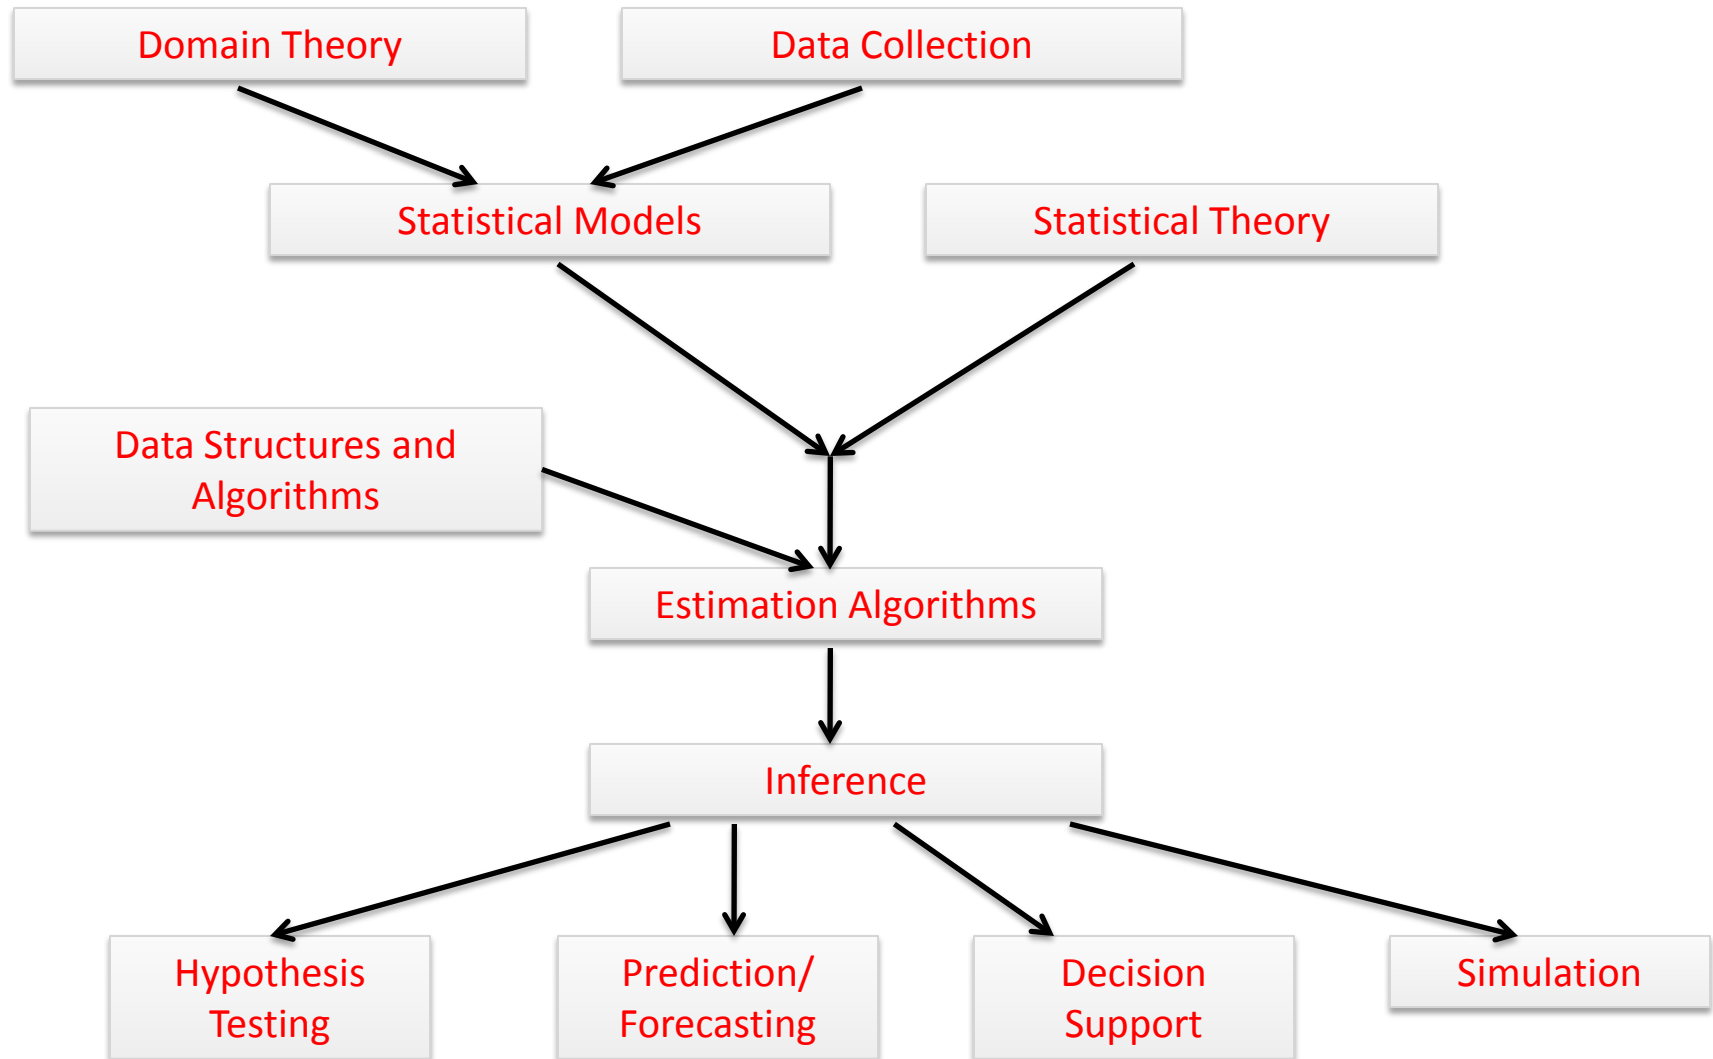 Domain Theory
Data Collection
Statistical Models
Statistical Theory
Data Structures and
Algorithms
Estimation Algorithms
Inference
Hypothesis
Testing
Prediction/
Forecasting
Decision
Support
Simulation